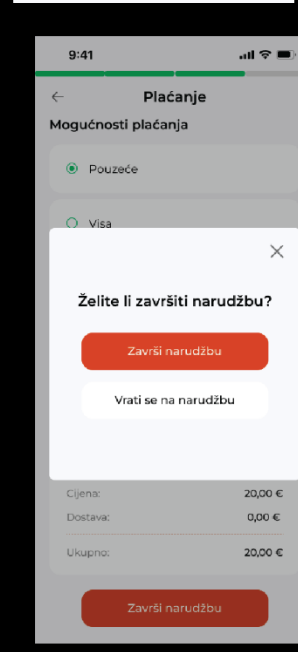 9:41
Plaćanje
Mogućnosti plaćanja
Pouzeće
Visa
Želite li završiti narudžbu?
Završi narudžbu
Vrati se na narudžbu
Cijena: 20,00 €
Dostava: 0,00 €
Ukupno: 20,00 €
Završi narudžbu